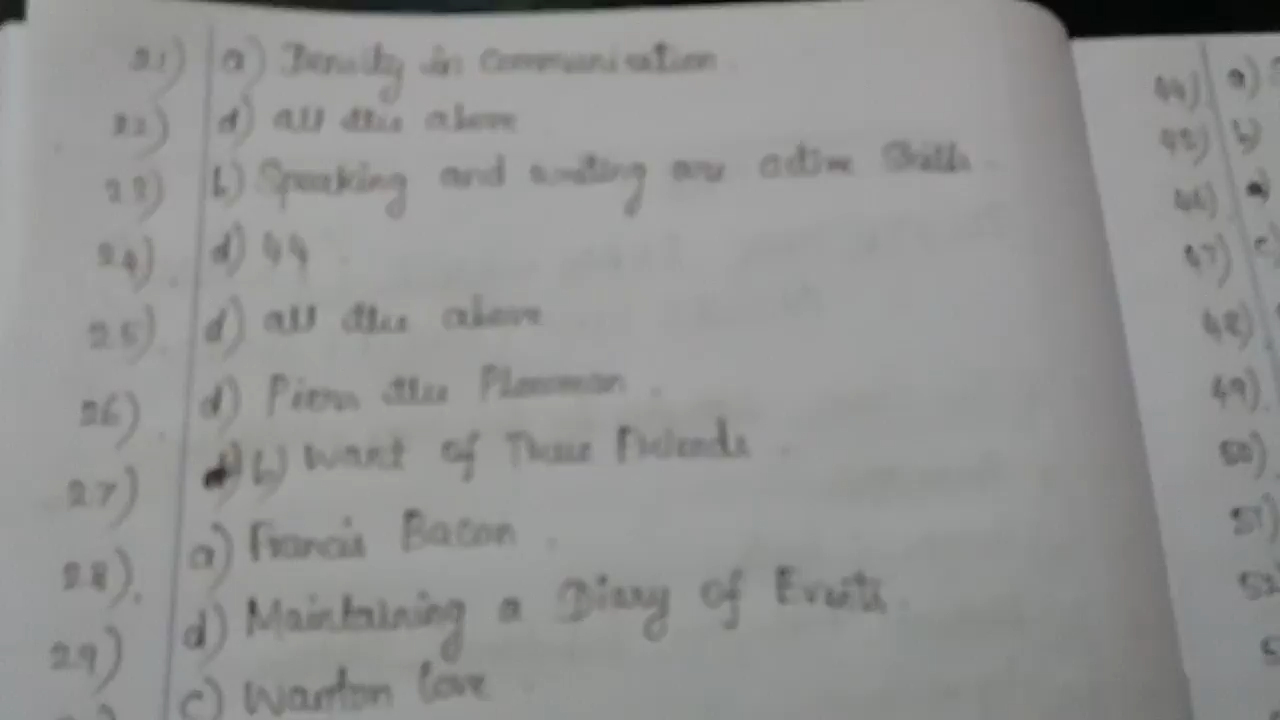 21) a) Density in communication
22) d) all the above
23) b) Speaking and writing are active Skills
24) d) 44
25) d) all the above
26) d) Piers the Plowman
27) b) Want of True Friends
28) a) Francis Bacon
29) d) Maintaining a Diary of Events
c) Wanton love
44) a)
45) b)
46) a)
47) c)
48)
49)
50)
51)